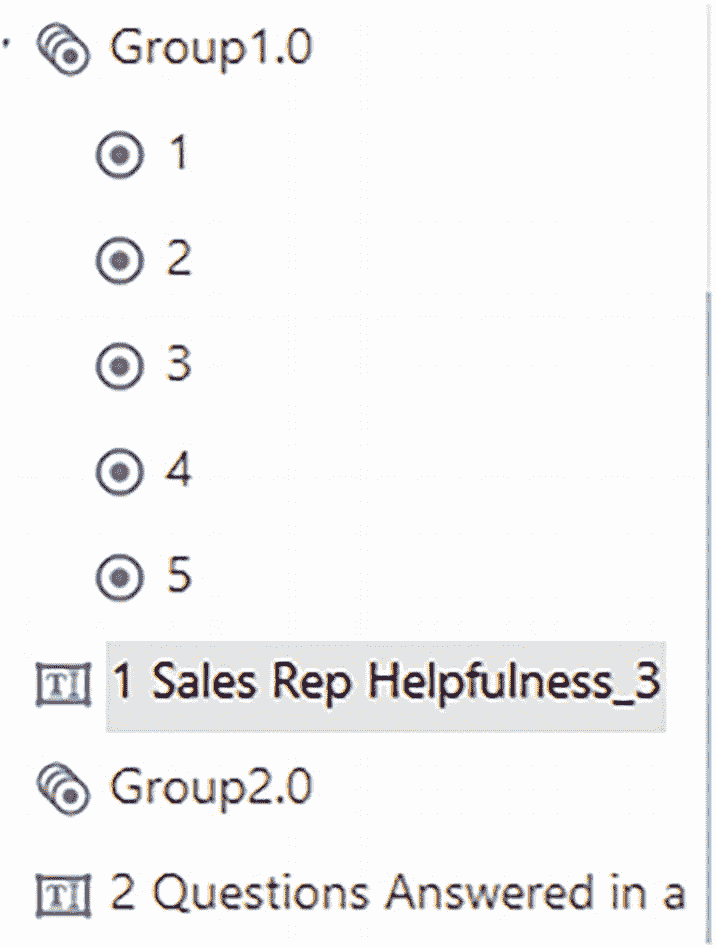 Group1.0
1
2
3
4
5
1 Sales Rep Helpfulness_3
Group2.0
2 Questions Answered in a